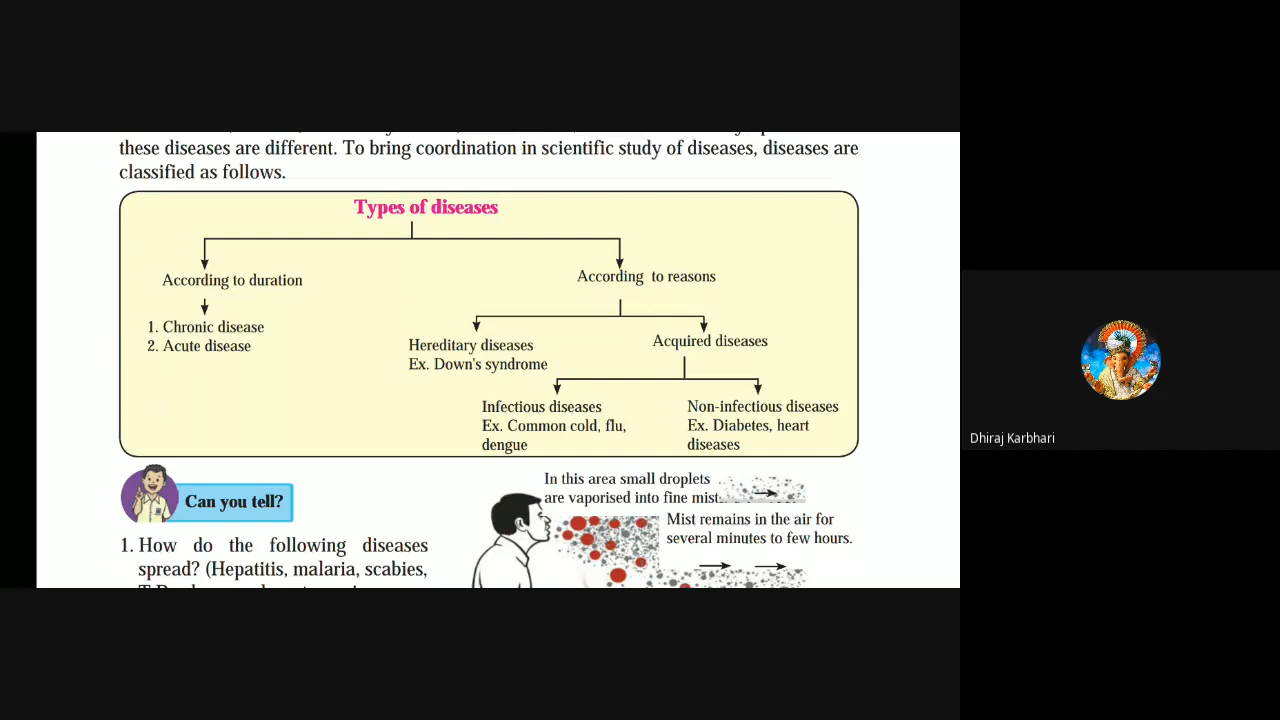 these diseases are different. To bring coordination in scientific study of diseases, diseases are
classified as follows.
Types of diseases
According to duration
According to reasons
1. Chronic disease
2. Acute disease
Hereditary diseases
Ex. Down's syndrome
Acquired diseases
Infectious diseases
Ex. Common cold, flu,
dengue
Non-infectious diseases
Ex. Diabetes, heart
diseases
Can you tell?
In this area small droplets
are vaporised into fine mist.
Mist remains in the air for
several minutes to few hours.
1. How do the following diseases
spread? (Hepatitis, malaria, scabies,
Dhiraj Karbhari